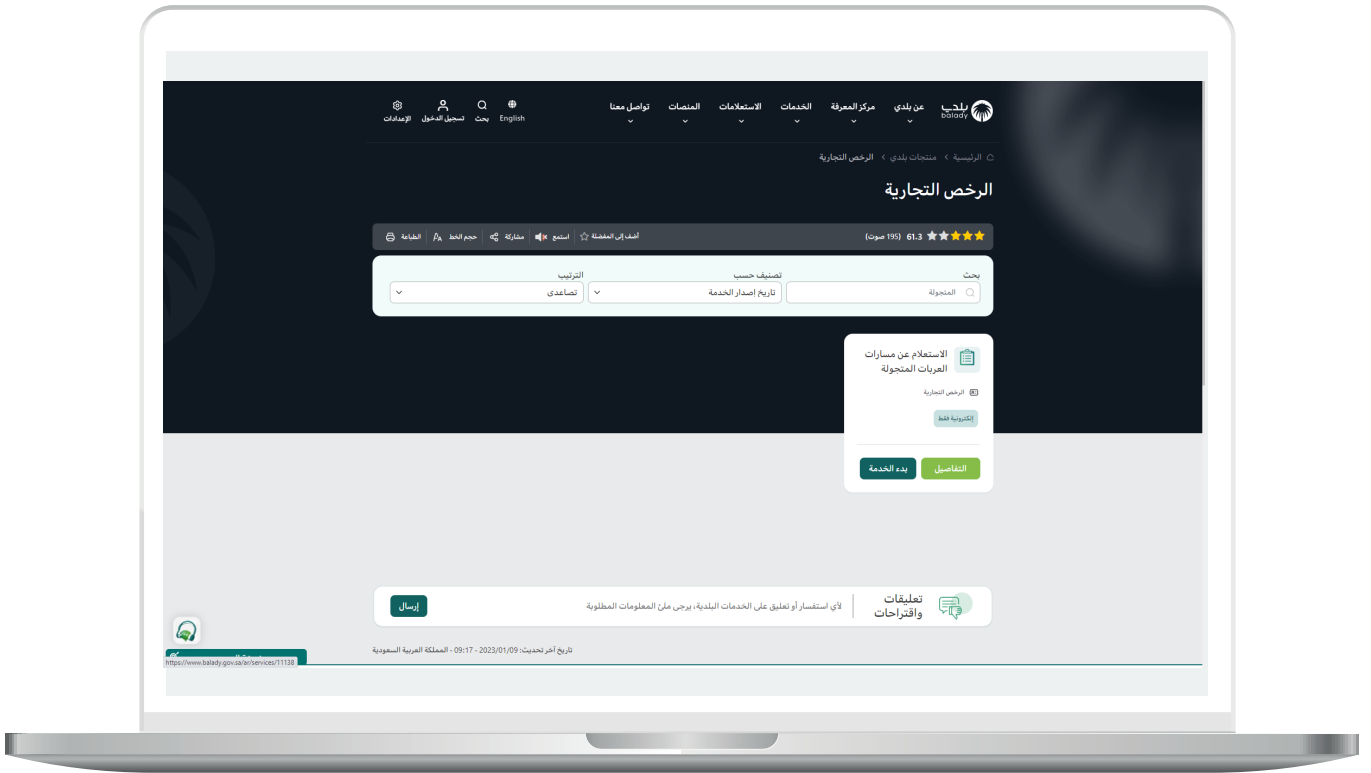 بلدي
balady
عن بلدي
مركز المعرفة
الخدمات
الاستعلامات
المنصات
تواصل معنا
English
بحث
تسجيل الدخول
الإعدادات
الرئيسية > منتجات بلدي > الرخص التجارية
الرخص التجارية
61.3 (195 صوت)
أضف إلى المفضلة
استمع
مشاركة
حجم الخط
الطباعة
بحث
تصنيف حسب
الترتيب
المتجولة
تاريخ إصدار الخدمة
تصاعدي
الاستعلام عن مسارات
العربات المتجولة
الرخص التجارية
إلكترونية فقط
التفاصيل
بدء الخدمة
تعليقات
واقتراحات
لأي استفسار أو تعليق على الخدمات البلدية، يرجى ملئ المعلومات المطلوبة
إرسال
تاريخ آخر تحديث: 2023/01/09 - 09:17 - المملكة العربية السعودية
https://www.balady.gov.sa/ar/services/11138